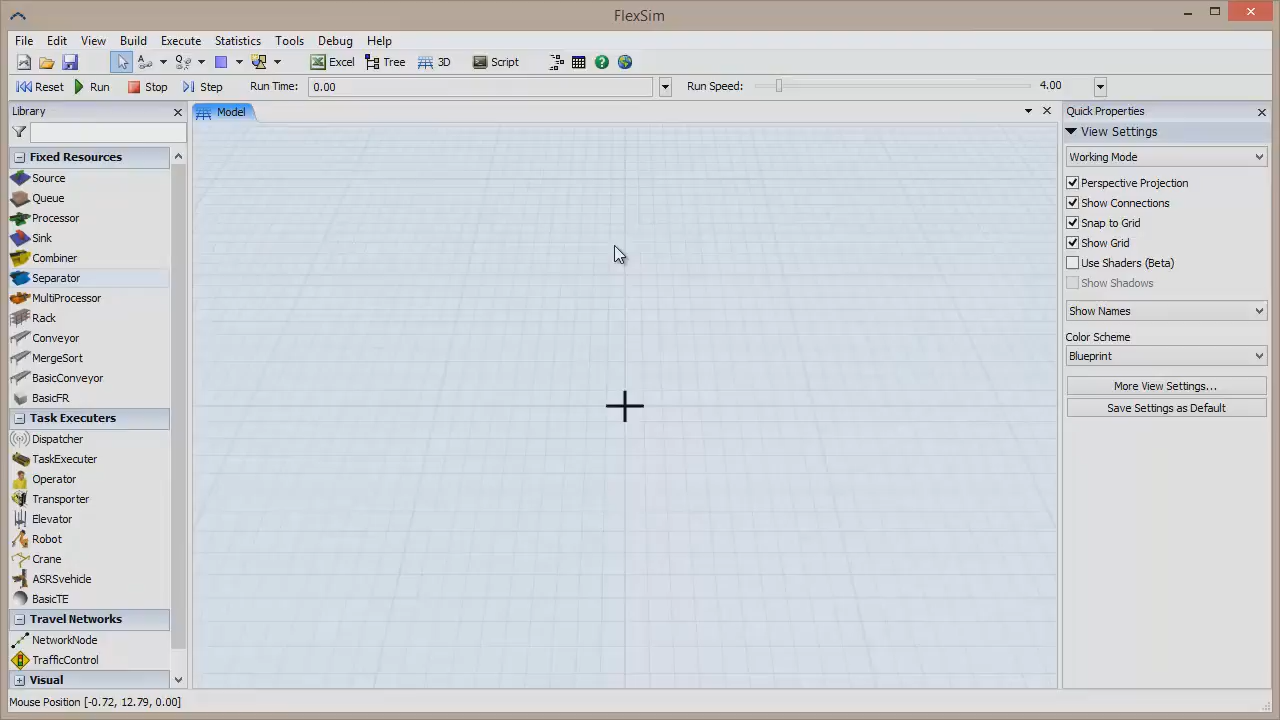 FlexSim
File Edit View Build Execute Statistics Tools Debug Help
Excel Tree 3D Script
Reset Run Stop Step Run Time: 0.00 Run Speed: 4.00
Library
Model
Quick Properties
View Settings
Fixed Resources
Source
Queue
Processor
Sink
Combiner
Separator
MultiProcessor
Rack
Conveyor
MergeSort
BasicConveyor
BasicFR
Task Executers
Dispatcher
TaskExecuter
Operator
Transporter
Elevator
Robot
Crane
ASRSvehicle
BasicTE
Travel Networks
NetworkNode
TrafficControl
Visual
Working Mode
Perspective Projection
Show Connections
Snap to Grid
Show Grid
Use Shaders (Beta)
Show Shadows
Show Names
Color Scheme
Blueprint
More View Settings...
Save Settings as Default
Mouse Position [-0.72, 12.79, 0.00]